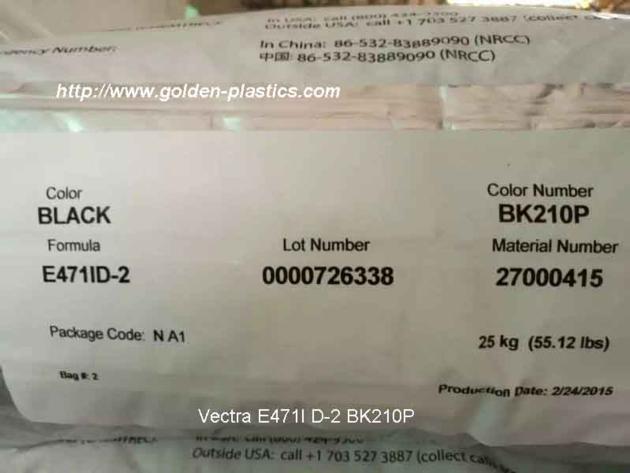 In USA: call (800) 424-9300
Outside USA: call +1 703 527 3887 (collect
Emergency Number:
In China: 86-532-83889090 (NRCC)
中国: 86-532-83889090 (NRCC)
http://www.golden-plastics.com
Color
BLACK
Color Number
BK210P
Formula
E471ID-2
Lot Number
0000726338
Material Number
27000415
Package Code: N A1
25 kg (55.12 lbs)
Bag #: 2
Production Date: 2/24/2015
Vectra E471I D-2 BK210P
Outside USA: call +1 703 527 3887 (collect